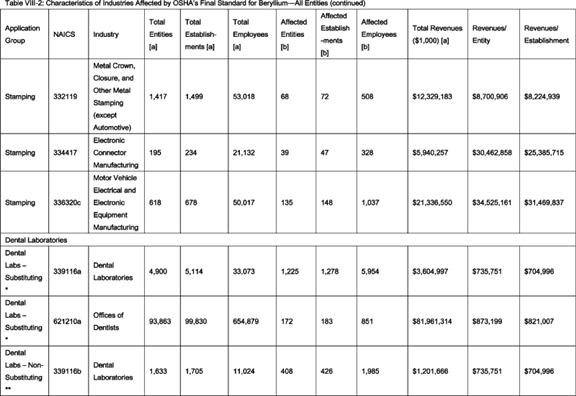 Table VIII-2: Characteristics of Industries Affected by OSHA's Final Standard for Beryllium—All Entities (continued)
Application Group | NAICS | Industry | Total Entities [a] | Total Establish-ments [a] | Total Employees [a] | Affected Entities [b] | Affected Establish-ments [b] | Affected Employees [b] | Total Revenues ($1,000) [a] | Revenues/ Entity | Revenues/ Establishment
Stamping | 332119 | Metal Crown, Closure, and Other Metal Stamping (except Automotive) | 1,417 | 1,499 | 53,018 | 68 | 72 | 508 | $12,329,183 | $8,700,906 | $8,224,939
Stamping | 334417 | Electronic Connector Manufacturing | 195 | 234 | 21,132 | 39 | 47 | 328 | $5,940,257 | $30,462,858 | $25,385,715
Stamping | 336320c | Motor Vehicle Electrical and Electronic Equipment Manufacturing | 618 | 678 | 50,017 | 135 | 148 | 1,037 | $21,336,550 | $34,525,161 | $31,469,837
Dental Laboratories
Dental Labs – Substituting * | 339116a | Dental Laboratories | 4,900 | 5,114 | 33,073 | 1,225 | 1,278 | 5,954 | $3,604,997 | $735,751 | $704,996
Dental Labs – Substituting * | 621210a | Offices of Dentists | 93,863 | 99,830 | 654,879 | 172 | 183 | 851 | $81,961,314 | $873,199 | $821,007
Dental Labs – Non-Substituting ** | 339116b | Dental Laboratories | 1,633 | 1,705 | 11,024 | 408 | 426 | 1,985 | $1,201,666 | $735,751 | $704,996